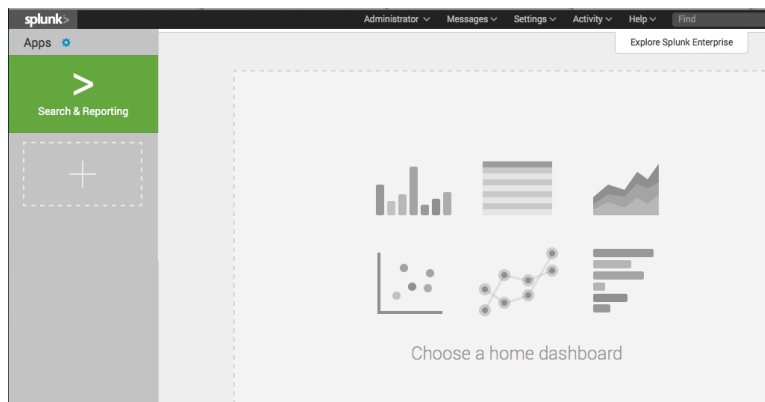 splunk> Administrator Messages Settings Activity Help Find
Apps
Explore Splunk Enterprise
>
Search & Reporting
Choose a home dashboard